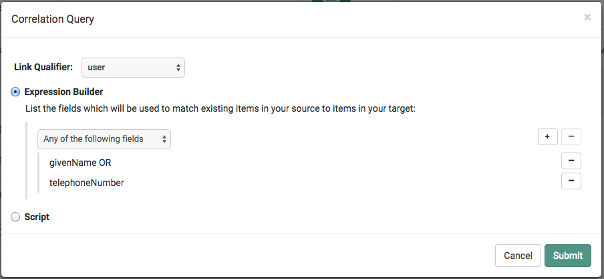 Correlation Query ×
Link Qualifier: user
Expression Builder
List the fields which will be used to match existing items in your source to items in your target:
Any of the following fields + −
givenName OR −
telephoneNumber −
Script
Cancel Submit